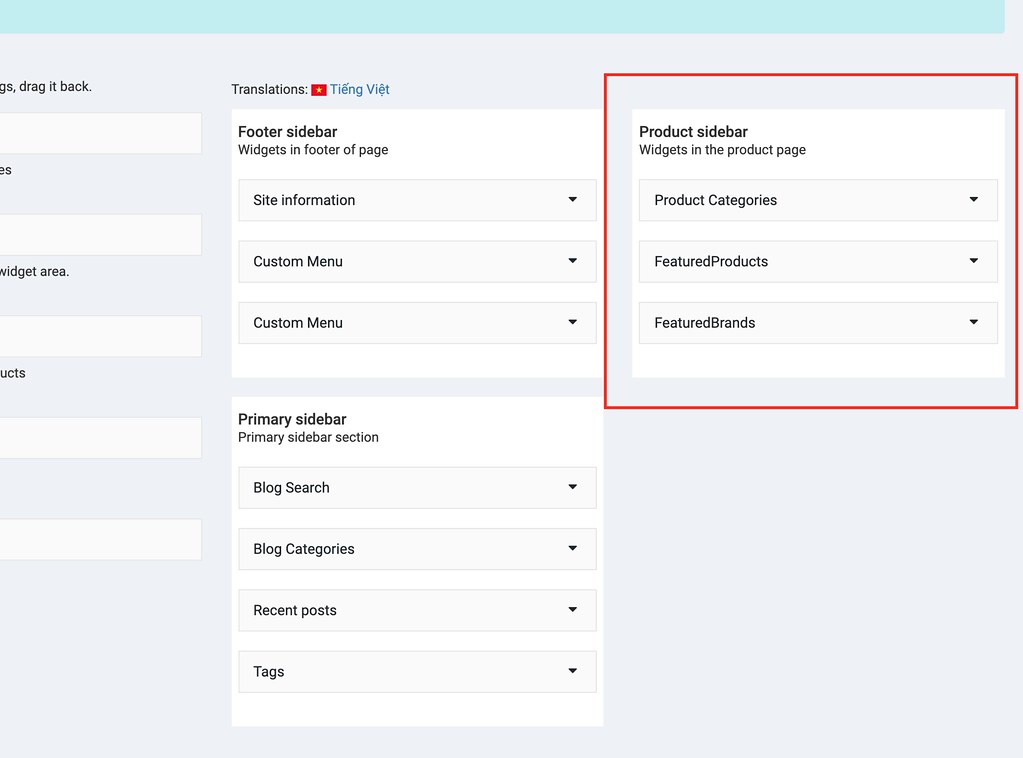 gs, drag it back.
es
widget area.
ucts
Translations: Tiếng Việt
Footer sidebar
Widgets in footer of page
Site information
Custom Menu
Custom Menu
Primary sidebar
Primary sidebar section
Blog Search
Blog Categories
Recent posts
Tags
Product sidebar
Widgets in the product page
Product Categories
FeaturedProducts
FeaturedBrands